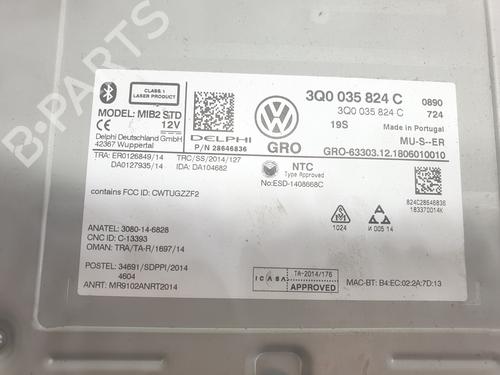 CLASS 1
LASER PRODUCT
MODEL: MIB2 STD
12V
Delphi Deutschland GmbH
42367 Wuppertal
DELPHI
P/N 28646836
GRO
3Q0 035 824 C
0890
3Q0 035 824 C
724
19S
Made in Portugal
MU-S--ER
GRO-63303.12.1806010010
TRA: ER0126849/14
TRC/SS/2014/127
DA0127935/14
IDA: DA104682
NTC
Type Approved
No:ESD-1408668C
contains FCC ID: CWTUGZZF2
824C28646836
183370014K
1024
И 005 14
ANATEL: 3080-14-6828
CNC ID: C-13393
OMAN: TRA/TA-R/1697/14
POSTEL: 34691/SDPPI/2014
4604
ANRT: MR9102ANRT2014
ICASA
TA-2014/176
APPROVED
MAC-BT: B4:EC:02:2A:7D:13
B-PARTS